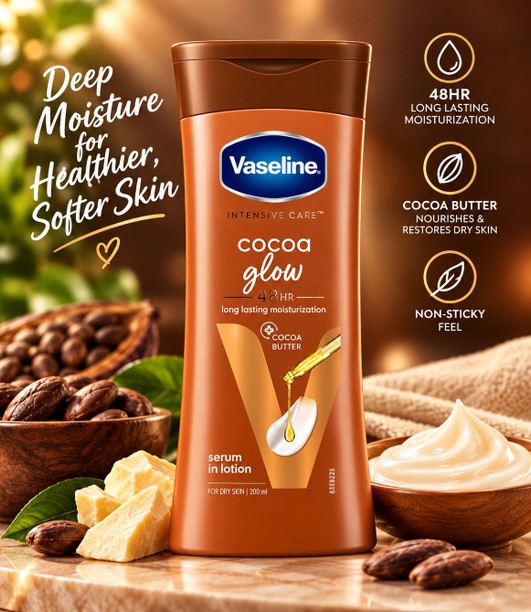 Deep
Moisture
for
Healthier,
Softer Skin
48HR
LONG LASTING
MOISTURIZATION
COCOA BUTTER
NOURISHES &
RESTORES DRY SKIN
NON-STICKY
FEEL
Vaseline®
INTENSIVE CARE™
cocoa
glow
48HR
long lasting moisturization
COCOA
BUTTER
serum
in lotion
FOR DRY SKIN | 200 ml